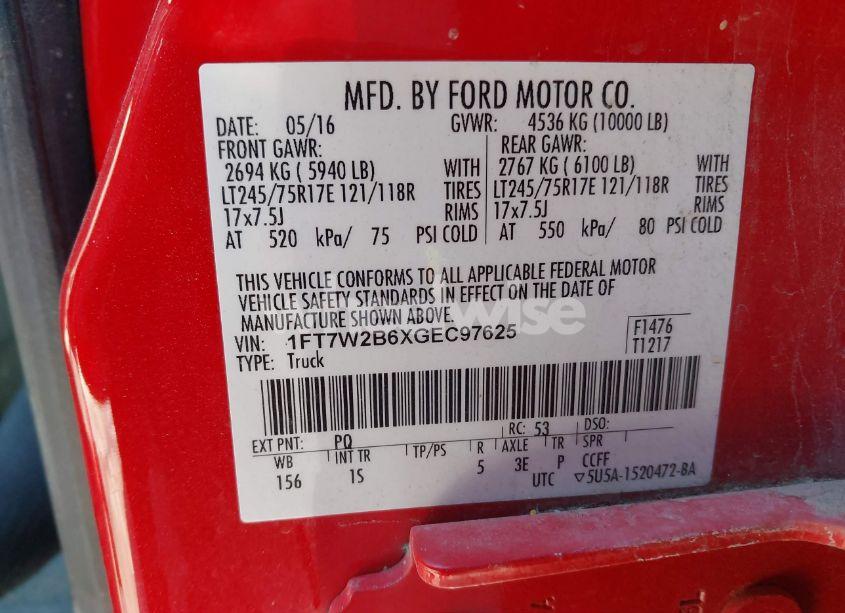 MFD. BY FORD MOTOR CO.
DATE: 05/16 GVWR: 4536 KG (10000 LB)
FRONT GAWR: REAR GAWR:
2694 KG ( 5940 LB) WITH 2767 KG ( 6100 LB) WITH
LT245/75R17E 121/118R TIRES LT245/75R17E 121/118R TIRES
17x7.5J RIMS 17x7.5J RIMS
AT 520 kPa/ 75 PSI COLD AT 550 kPa/ 80 PSI COLD
THIS VEHICLE CONFORMS TO ALL APPLICABLE FEDERAL MOTOR
VEHICLE SAFETY STANDARDS IN EFFECT ON THE DATE OF
MANUFACTURE SHOWN ABOVE.
VIN: 1FT7W2B6XGEC97625 F1476
TYPE: Truck T1217
EXT PNT: PQ RC: 53 DSO:
WB INT TR TP/PS R AXLE TR SPR
156 1S 5 3E P CCFF
UTC ▽5U5A-1520472-BA